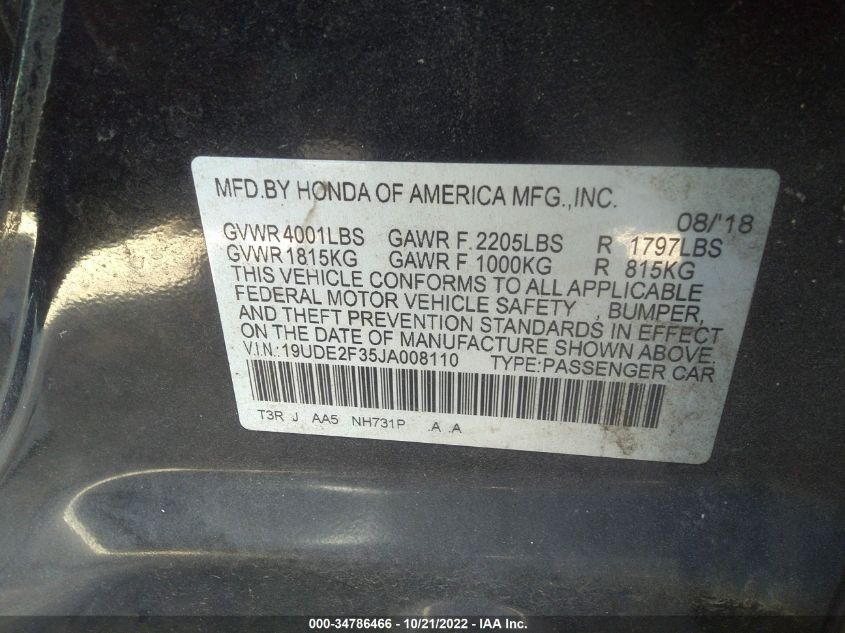 MFD.BY HONDA OF AMERICA MFG.,INC.
08/'18
GVWR 4001LBS GAWR F. 2205LBS R 1797LBS
GVWR 1815KG GAWR F 1000KG R 815KG
THIS VEHICLE CONFORMS TO ALL APPLICABLE
FEDERAL MOTOR VEHICLE SAFETY , BUMPER,
AND THEFT PREVENTION STANDARDS IN EFFECT
ON THE DATE OF MANUFACTURE SHOWN ABOVE.
V.I.N.:19UDE2F35JA008110 TYPE:PASSENGER CAR
T3R J AA5 NH731P .A .A
000-34786466 - 10/21/2022 - IAA Inc.